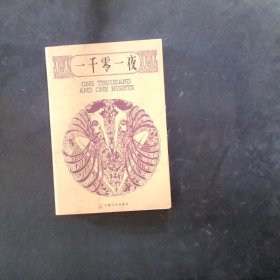 一千零一夜
ONE THOUSAND
AND ONE NIGHTS